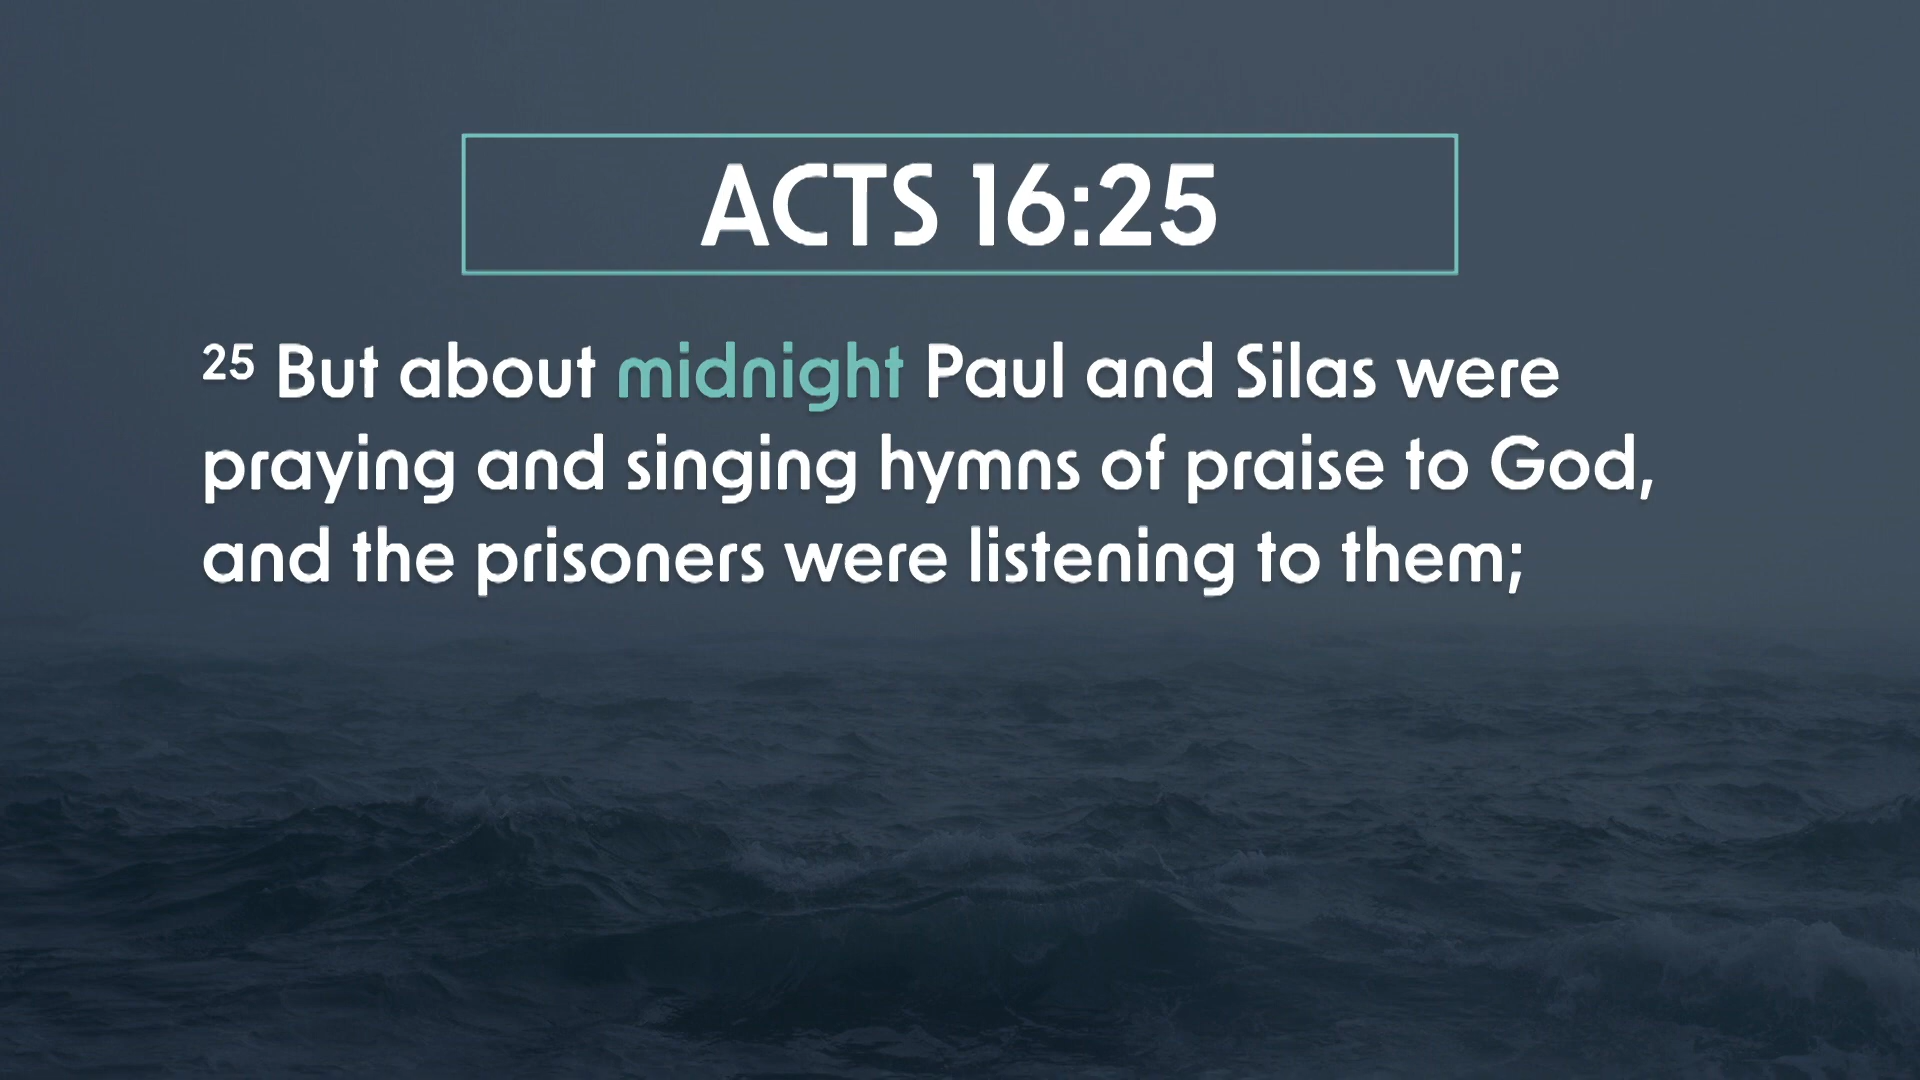 ACTS 16:25
25 But about midnight Paul and Silas were
praying and singing hymns of praise to God,
and the prisoners were listening to them;